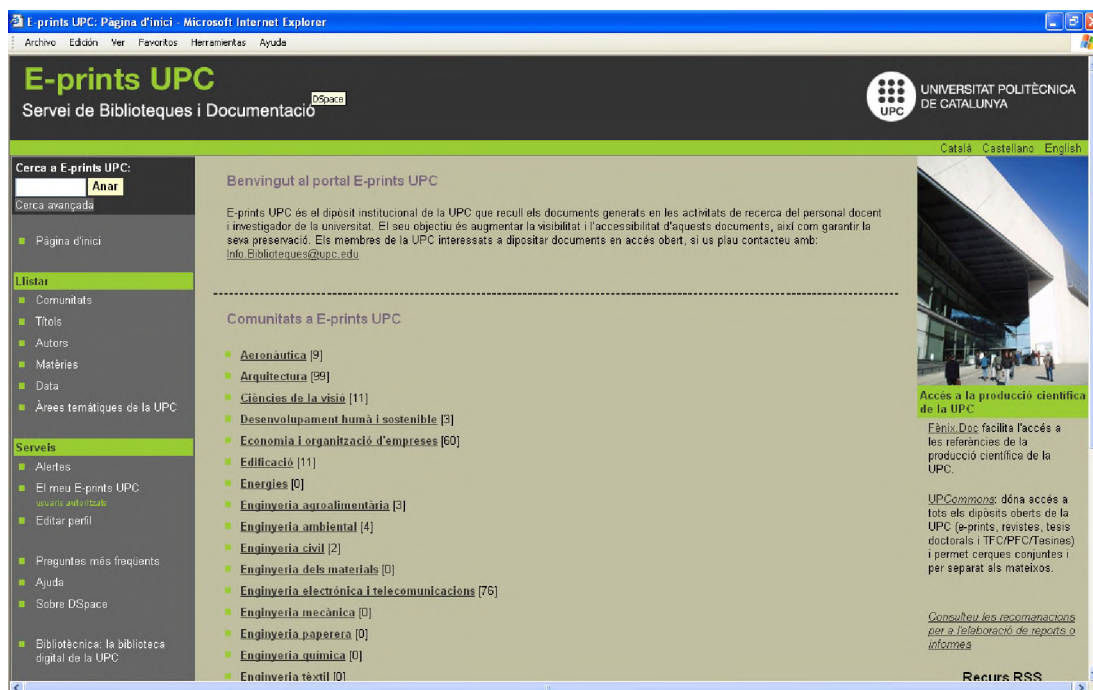 E-prints UPC: Pàgina d'inici - Microsoft Internet Explorer
Archivo Edición Ver Favoritos Herramientas Ayuda
E-prints UPC
Servei de Biblioteques i Documentació
DSpace
UPC
UNIVERSITAT POLITÈCNICA
DE CATALUNYA
Català Castellano English
Cerca a E-prints UPC:
Anar
Cerca avançada
Pàgina d'inici
Llistar
Comunitats
Títols
Autors
Matèries
Data
Àrees temàtiques de la UPC
Serveis
Alertes
El meu E-prints UPC
usuaris autoritzats
Editar perfil
Preguntes més freqüents
Ajuda
Sobre DSpace
Bibliotècnica: la biblioteca
digital de la UPC
Benvingut al portal E-prints UPC
E-prints UPC és el dipòsit institucional de la UPC que recull els documents generats en les activitats de recerca del personal docent
i investigador de la universitat. El seu objectiu és augmentar la visibilitat i l'accessibilitat d'aquests documents, així com garantir la
seva preservació. Els membres de la UPC interessats a dipositar documents en accés obert, si us plau contacteu amb:
Info.Biblioteques@upc.edu
Comunitats a E-prints UPC
Aeronàutica [9]
Arquitectura [99]
Ciències de la visió [11]
Desenvolupament humà i sostenible [3]
Economia i organització d'empreses [60]
Edificació [11]
Energies [0]
Enginyeria agroalimentària [3]
Enginyeria ambiental [4]
Enginyeria civil [2]
Enginyeria dels materials [0]
Enginyeria electrònica i telecomunicacions [76]
Enginyeria mecànica [0]
Enginyeria paperera [0]
Enginyeria química [0]
Enginyeria tèxtil [0]
Accés a la producció científica
de la UPC
Fènix.Doc facilita l'accés a
les referències de la
producció científica de la
UPC.
UPCommons: dóna accés a
tots els dipòsits oberts de la
UPC (e-prints, revistes, tesis
doctorals i TFC/PFC/Tesines)
i permet cerques conjuntes i
per separat als mateixos.
Consulteu les recomanacions
per a l'elaboració de reports o
informes
Recurs RSS